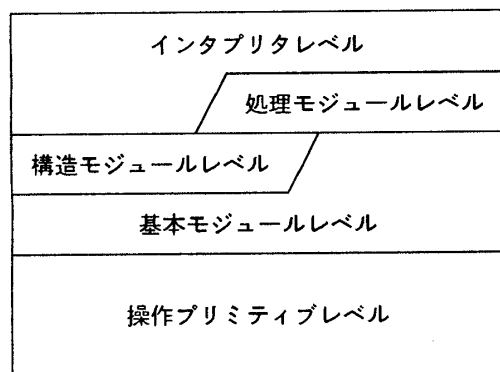 インタプリタレベル
処理モジュールレベル
構造モジュールレベル
基本モジュールレベル
操作プリミティブレベル